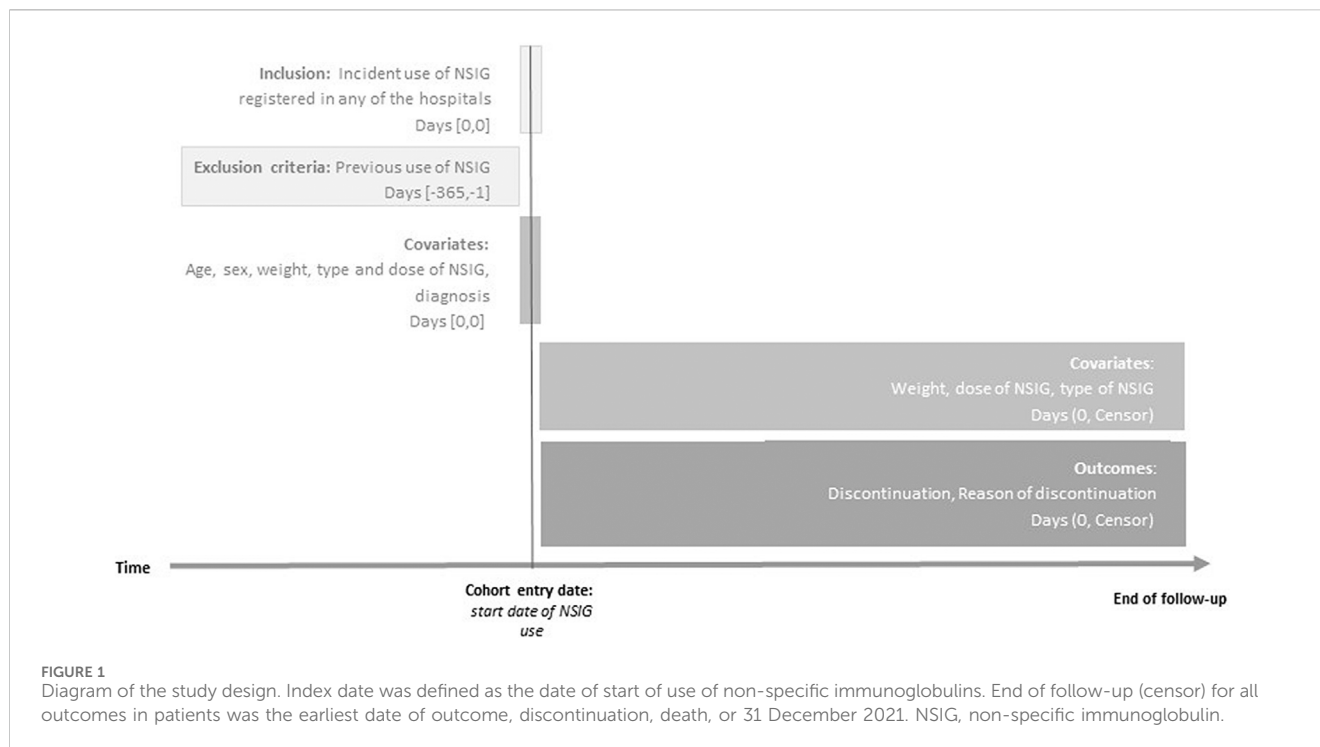 Inclusion: Incident use of NSIG
registered in any of the hospitals
Days [0,0]
Exclusion criteria: Previous use of NSIG
Days [-365,-1]
Covariates:
Age, sex, weight, type and dose of NSIG,
diagnosis
Days [0,0]
Covariates:
Weight, dose of NSIG, type of NSIG
Days (0, Censor)
Outcomes:
Discontinuation, Reason of discontinuation
Days (0, Censor)
Time
Cohort entry date:
start date of NSIG
use
End of follow-up
FIGURE 1
Diagram of the study design. Index date was defined as the date of start of use of non-specific immunoglobulins. End of follow-up (censor) for all
outcomes in patients was the earliest date of outcome, discontinuation, death, or 31 December 2021. NSIG, non-specific immunoglobulin.